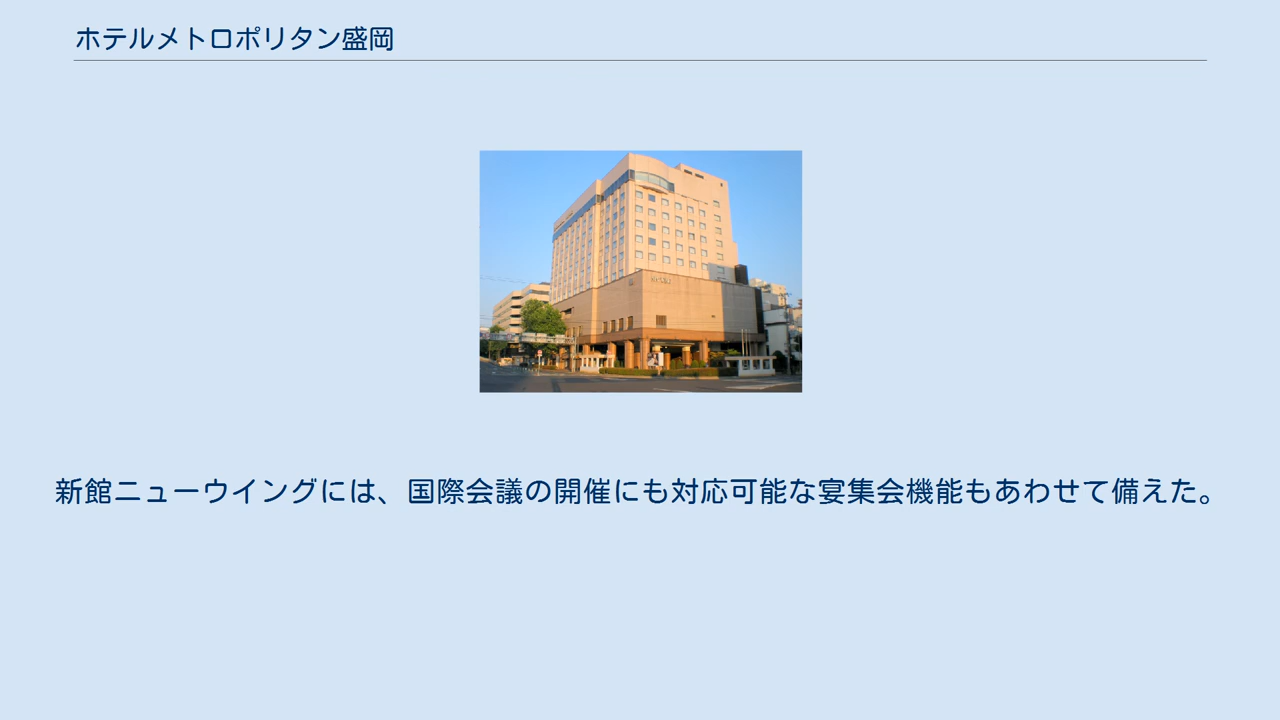 ホテルメトロポリタン盛岡
新館ニューウイングには、国際会議の開催にも対応可能な宴集会機能もあわせて備えた。